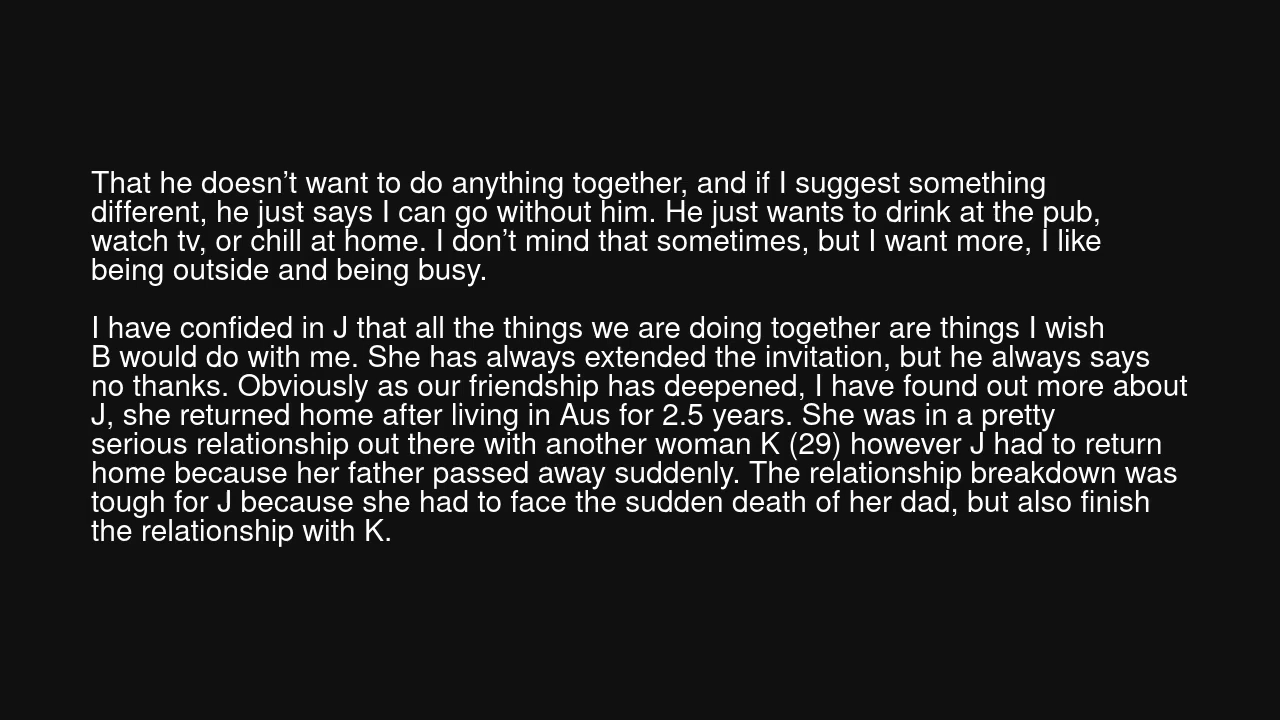 That he doesn’t want to do anything together, and if I suggest something
different, he just says I can go without him. He just wants to drink at the pub,
watch tv, or chill at home. I don’t mind that sometimes, but I want more, I like
being outside and being busy.
I have confided in J that all the things we are doing together are things I wish
B would do with me. She has always extended the invitation, but he always says
no thanks. Obviously as our friendship has deepened, I have found out more about
J, she returned home after living in Aus for 2.5 years. She was in a pretty
serious relationship out there with another woman K (29) however J had to return
home because her father passed away suddenly. The relationship breakdown was
tough for J because she had to face the sudden death of her dad, but also finish
the relationship with K.